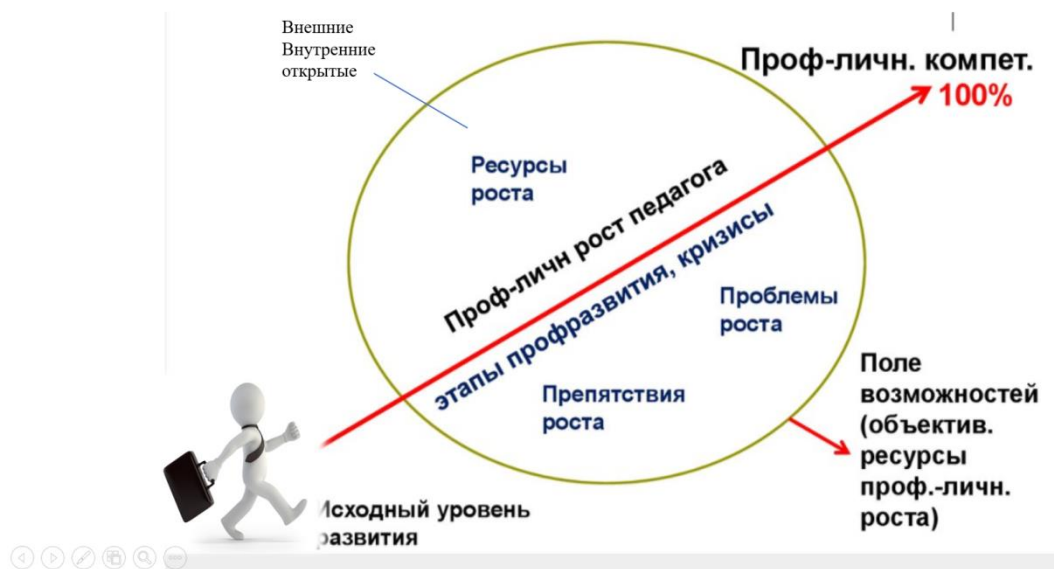 Внешние
Внутренние
открытые
Проф-личн. компет.
100%
Ресурсы
роста
Проф-личн рост педагога
этапы профразвития, кризисы
Проблемы
роста
Препятствия
роста
Поле
возможностей
(объектив.
ресурсы
проф.-личн.
роста)
Исходный уровень
развития